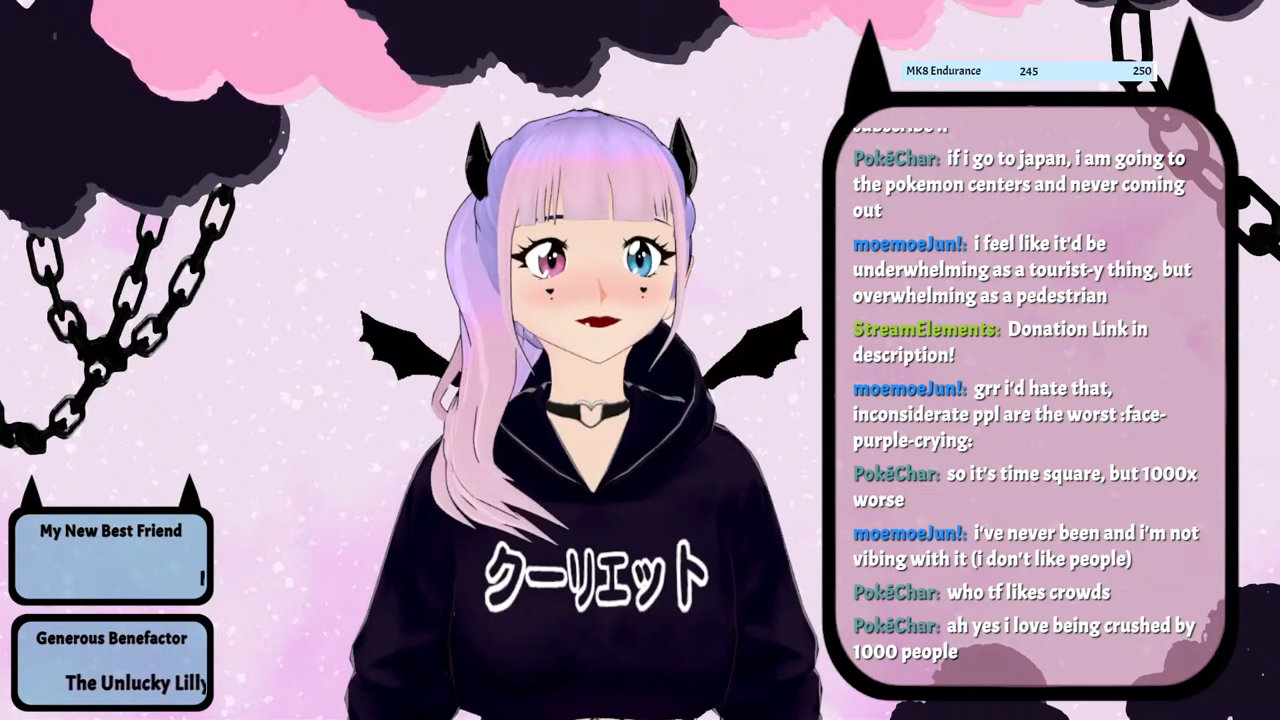 MK8 Endurance 245 250
subscribe !!
PokéChar: if i go to japan, i am going to
the pokemon centers and never coming
out
moemoeJun!: i feel like it'd be
underwhelming as a tourist-y thing, but
overwhelming as a pedestrian
StreamElements: Donation Link in
description!
moemoeJun!: grr i'd hate that,
inconsiderate ppl are the worst :face-
purple-crying:
PokéChar: so it's time square, but 1000x
worse
moemoeJun!: i've never been and i'm not
vibing with it (i don't like people)
PokéChar: who tf likes crowds
PokéChar: ah yes i love being crushed by
1000 people
クーリエット
My New Best Friend
Generous Benefactor
The Unlucky Lilly